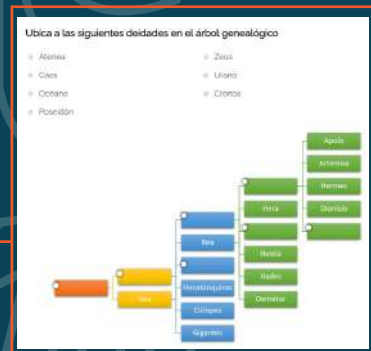 Ubica a las siguientes deidades en el árbol genealógico
Atenea
Zeus
Caos
Urano
Océano
Cronos
Poseidón
Apolo
Artemisa
Hermes
Hera
Dionisio
Rea
Hestia
Hades
Gea
Hecatónquiros
Deméter
Cíclopes
Gigantes